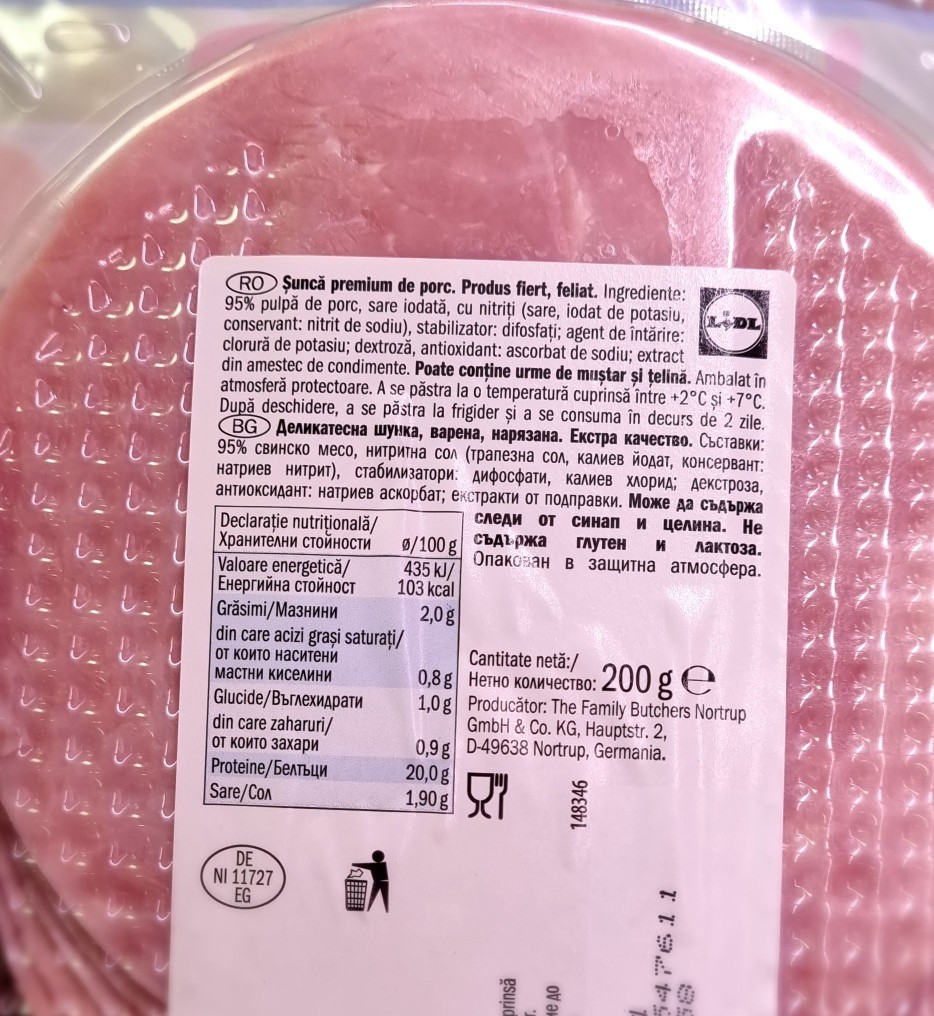 RO Șuncă premium de porc. Produs fiert, feliat. Ingrediente:
95% pulpă de porc, sare iodată, cu nitriți (sare, iodat de potasiu,
conservant: nitrit de sodiu), stabilizator: difosfați; agent de întărire:
clorură de potasiu; dextroză, antioxidant: ascorbat de sodiu; extract
din amestec de condimente. Poate conține urme de muștar și țelină. Ambalat în
atmosferă protectoare. A se păstra la o temperatură cuprinsă între +2°C și +7°C.
După deschidere, a se păstra la frigider și a se consuma în decurs de 2 zile.
LIDL
BG Деликатесна шунка, варена, нарязана. Екстра качество. Съставки:
95% свинско месо, нитритна сол (трапезна сол, калиев йодат, консервант:
натриев нитрит), стабилизатори: дифосфати, калиев хлорид; декстроза,
антиоксидант: натриев аскорбат; екстракти от подправки. Може да съдържа
следи от синап и целина. Не
съдържа глутен и лактоза.
Опакован в защитна атмосфера.
Declarație nutrițională/
Хранителни стойности ø/100 g
Valoare energetică/ 435 kJ/
Енергийна стойност 103 kcal
Grăsimi/Мазнини 2,0 g
din care acizi grași saturați/
от които наситени
мастни киселини 0,8 g
Glucide/Въглехидрати 1,0 g
din care zaharuri/
от които захари 0,9 g
Proteine/Белтъци 20,0 g
Sare/Сол 1,90 g
Cantitate netă:/
Нетно количество: 200 g e
Producător: The Family Butchers Nortrup
GmbH & Co. KG, Hauptstr. 2,
D-49638 Nortrup, Germania.
148346
DE
NI 11727
EG